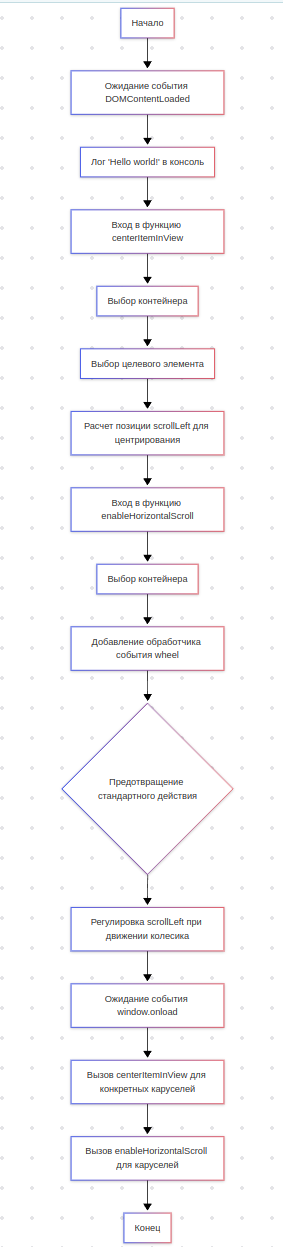 Начало
Ожидание события
DOMContentLoaded
Лог 'Hello world!' в консоль
Вход в функцию
centerItemInView
Выбор контейнера
Выбор целевого элемента
Расчет позиции scrollLeft для
центрирования
Вход в функцию
enableHorizontalScroll
Выбор контейнера
Добавление обработчика
события wheel
Предотвращение
стандартного действия
Регулировка scrollLeft при
движении колесика
Ожидание события
window.onload
Вызов centerItemInView для
конкретных каруселей
Вызов enableHorizontalScroll
для каруселей
Конец